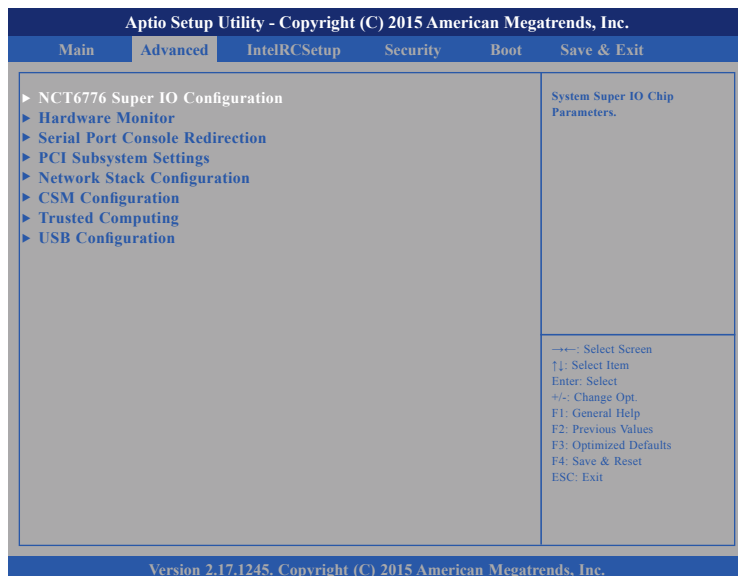 Aptio Setup Utility - Copyright (C) 2015 American Megatrends, Inc.
Main Advanced IntelRCSetup Security Boot Save & Exit
▶ NCT6776 Super IO Configuration
▶ Hardware Monitor
▶ Serial Port Console Redirection
▶ PCI Subsystem Settings
▶ Network Stack Configuration
▶ CSM Configuration
▶ Trusted Computing
▶ USB Configuration
System Super IO Chip
Parameters.
→←: Select Screen
↑↓: Select Item
Enter: Select
+/-: Change Opt.
F1: General Help
F2: Previous Values
F3: Optimized Defaults
F4: Save & Reset
ESC: Exit
Version 2.17.1245. Copyright (C) 2015 American Megatrends, Inc.